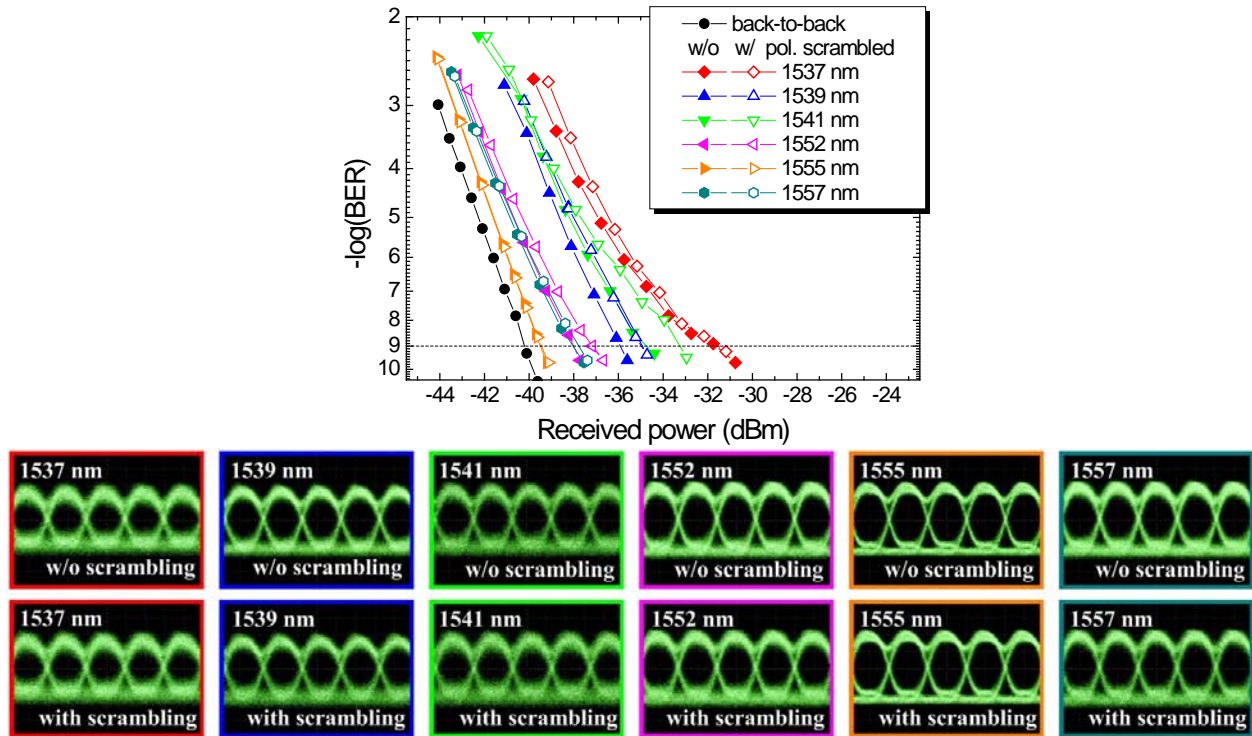 back-to-back
w/o w/ pol. scrambled
1537 nm
1539 nm
1541 nm
1552 nm
1555 nm
1557 nm
2
3
4
5
6
7
8
9
10
-log(BER)
-44 -42 -40 -38 -36 -34 -32 -30 -28 -26 -24
Received power (dBm)
1537 nm 1539 nm 1541 nm 1552 nm 1555 nm 1557 nm
w/o scrambling w/o scrambling w/o scrambling w/o scrambling w/o scrambling w/o scrambling
1537 nm 1539 nm 1541 nm 1552 nm 1555 nm 1557 nm
with scrambling with scrambling with scrambling with scrambling with scrambling with scrambling